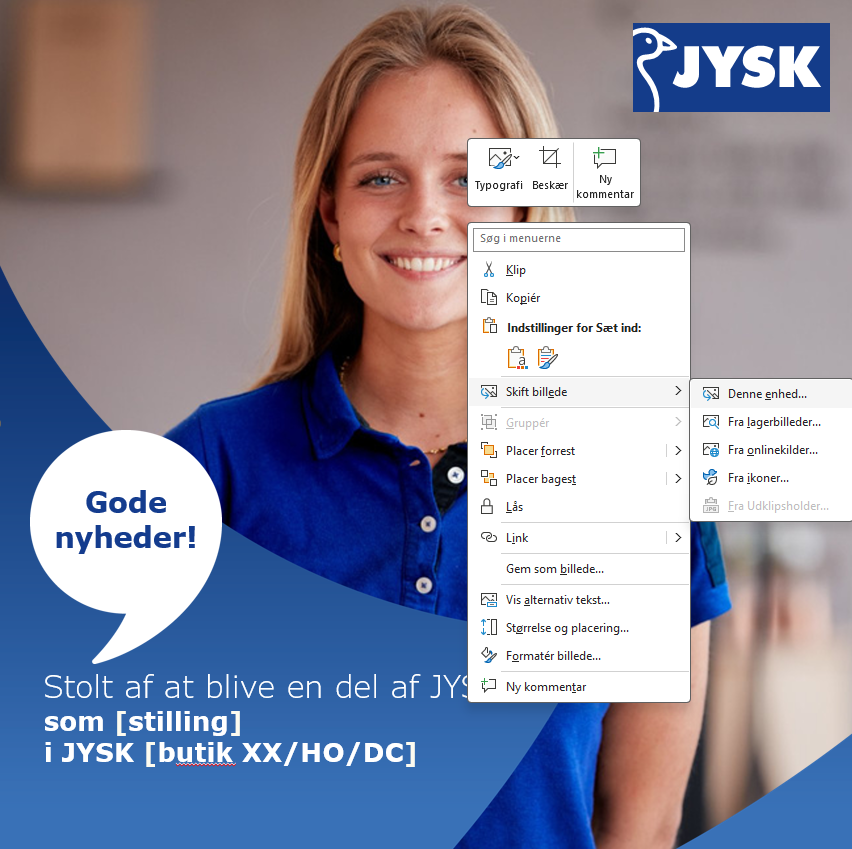 JYSK
Typografi
Beskær
Ny
kommentar
Søg i menuerne
Klip
Kopiér
Indstillinger for Sæt ind:
a
Skift billede
Denne enhed...
Fra lagerbilleder...
Fra onlinekilder...
Fra ikoner...
JPG
Fra Udklipsholder...
Gruppér
Placer forrest
Placer bagest
Lås
Link
Gem som billede...
Vis alternativ tekst...
Størrelse og placering...
Formatér billede...
Ny kommentar
Gode
nyheder!
Stolt af at blive en del af JYS
som [stilling]
i JYSK [butik XX/HO/DC]